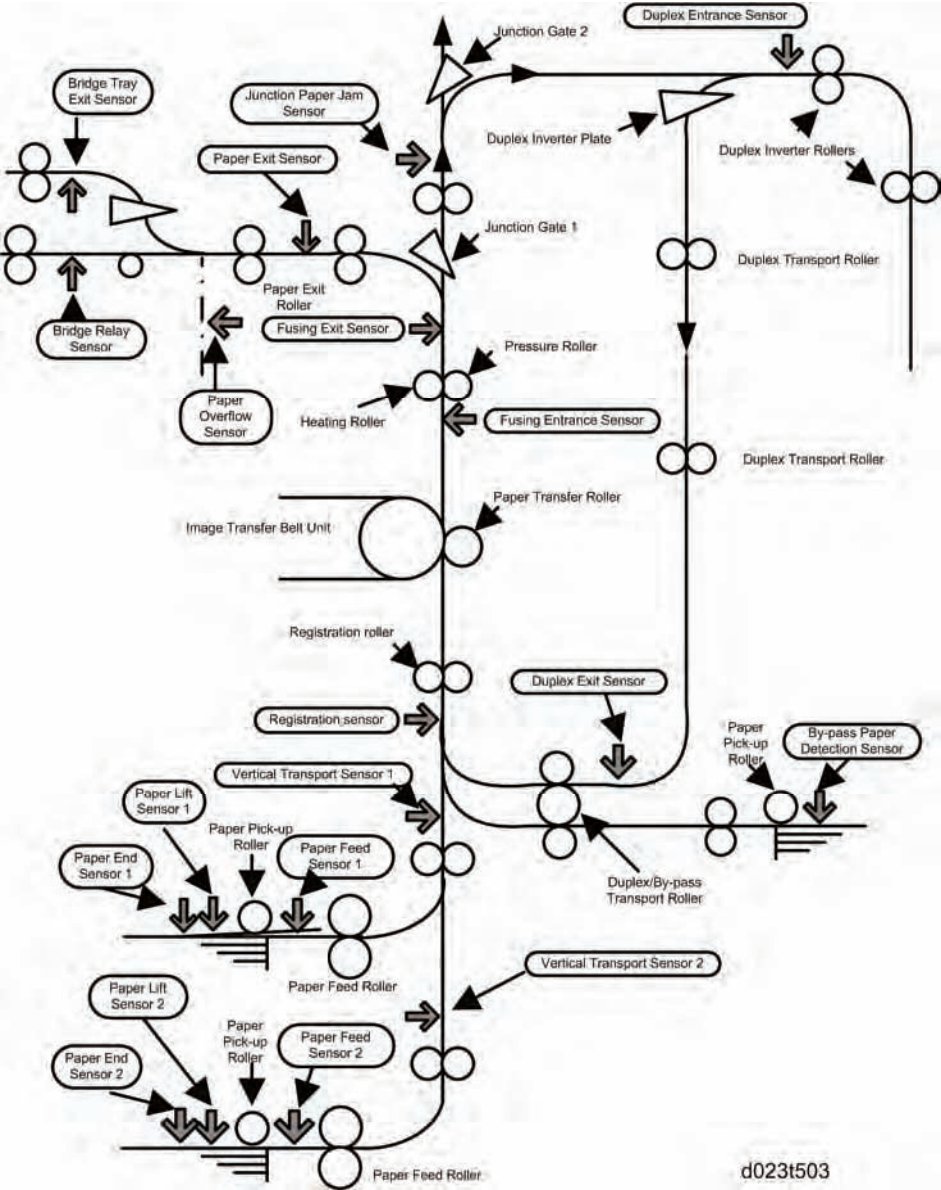 Duplex Entrance Sensor
Junction Gate 2
Bridge Tray
Exit Sensor
Junction Paper Jam
Sensor
Duplex Inverter Plate
Duplex Inverter Rollers
Paper Exit Sensor
Junction Gate 1
Duplex Transport Roller
Paper Exit
Roller
Bridge Relay
Sensor
Fusing Exit Sensor
Pressure Roller
Paper
Overflow
Sensor
Heating Roller
Fusing Entrance Sensor
Duplex Transport Roller
Paper Transfer Roller
Image Transfer Belt Unit
Registration roller
Duplex Exit Sensor
Registration sensor
Paper
Pick-up
Roller
By-pass Paper
Detection Sensor
Vertical Transport Sensor 1
Paper Lift
Sensor 1
Paper Pick-up
Roller
Paper Feed
Sensor 1
Paper End
Sensor 1
Duplex/By-pass
Transport Roller
Paper Feed Roller
Vertical Transport Sensor 2
Paper Lift
Sensor 2
Paper
Pick-up
Roller
Paper Feed
Sensor 2
Paper End
Sensor 2
Paper Feed Roller
d023t503